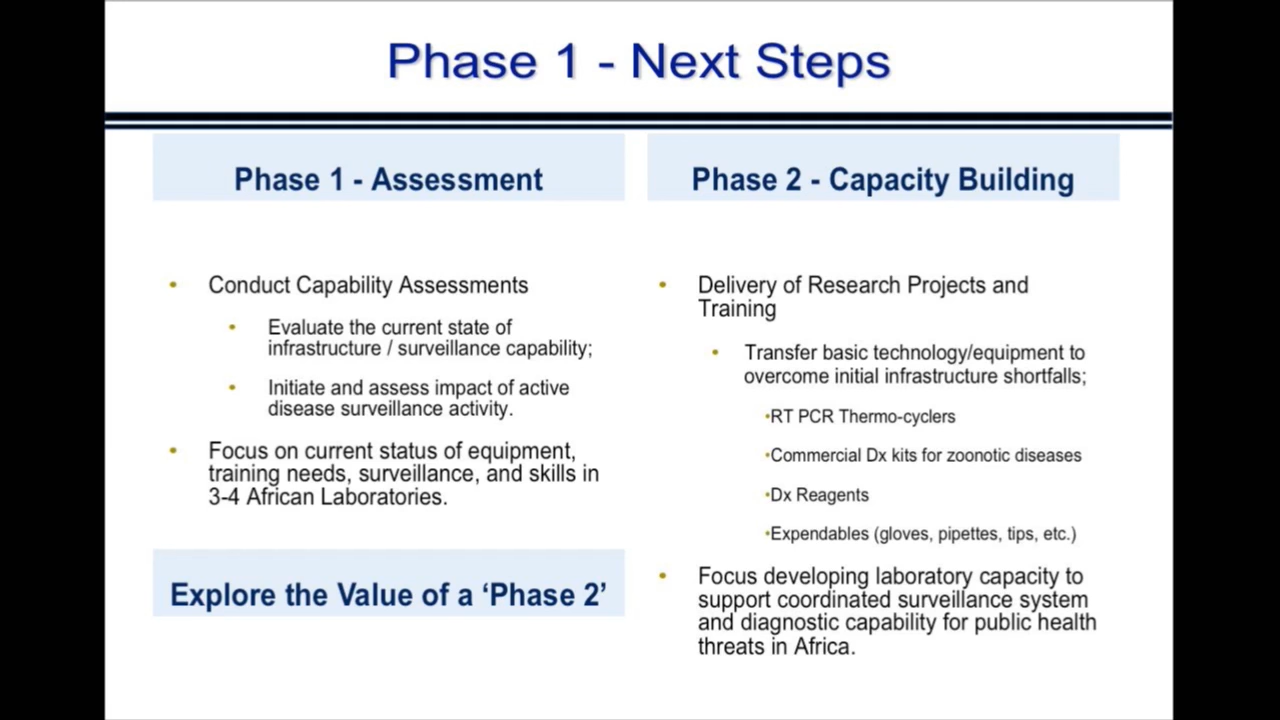 Phase 1 - Next Steps
Phase 1 - Assessment
• Conduct Capability Assessments
• Evaluate the current state of
infrastructure / surveillance capability;
• Initiate and assess impact of active
disease surveillance activity.
• Focus on current status of equipment,
training needs, surveillance, and skills in
3-4 African Laboratories.
Explore the Value of a ‘Phase 2’
Phase 2 - Capacity Building
• Delivery of Research Projects and
Training
• Transfer basic technology/equipment to
overcome initial infrastructure shortfalls;
•RT PCR Thermo-cyclers
•Commercial Dx kits for zoonotic diseases
•Dx Reagents
•Expendables (gloves, pipettes, tips, etc.)
• Focus developing laboratory capacity to
support coordinated surveillance system
and diagnostic capability for public health
threats in Africa.